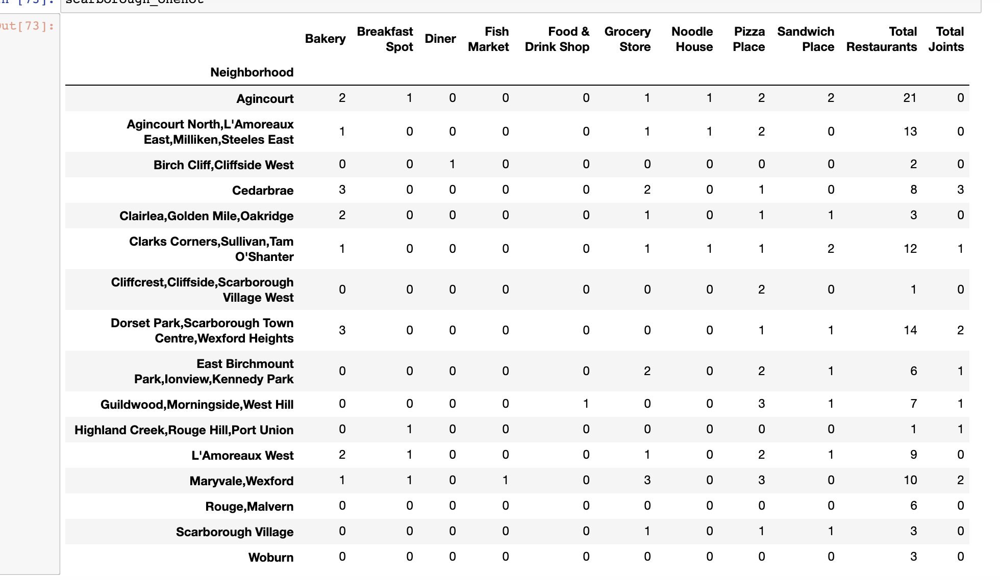 In [73]: scarborough_onehot
Out[73]:
Bakery Breakfast Spot Diner Fish Market Food & Drink Shop Grocery Store Noodle House Pizza Place Sandwich Place Total Restaurants Total Joints
Neighborhood
Agincourt 2 1 0 0 0 1 1 2 2 21 0
Agincourt North,L'Amoreaux East,Milliken,Steeles East 1 0 0 0 0 1 1 2 0 13 0
Birch Cliff,Cliffside West 0 0 1 0 0 0 0 0 0 2 0
Cedarbrae 3 0 0 0 0 2 0 1 0 8 3
Clairlea,Golden Mile,Oakridge 2 0 0 0 0 1 0 1 1 3 0
Clarks Corners,Sullivan,Tam O'Shanter 1 0 0 0 0 1 1 1 2 12 1
Cliffcrest,Cliffside,Scarborough Village West 0 0 0 0 0 0 0 2 0 1 0
Dorset Park,Scarborough Town Centre,Wexford Heights 3 0 0 0 0 0 0 1 1 14 2
East Birchmount Park,Ionview,Kennedy Park 0 0 0 0 0 2 0 2 1 6 1
Guildwood,Morningside,West Hill 0 0 0 0 1 0 0 3 1 7 1
Highland Creek,Rouge Hill,Port Union 0 1 0 0 0 0 0 0 0 1 1
L'Amoreaux West 2 1 0 0 0 1 0 2 1 9 0
Maryvale,Wexford 1 1 0 1 0 3 0 3 0 10 2
Rouge,Malvern 0 0 0 0 0 0 0 0 0 6 0
Scarborough Village 0 0 0 0 0 1 0 1 1 3 0
Woburn 0 0 0 0 0 0 0 0 0 3 0